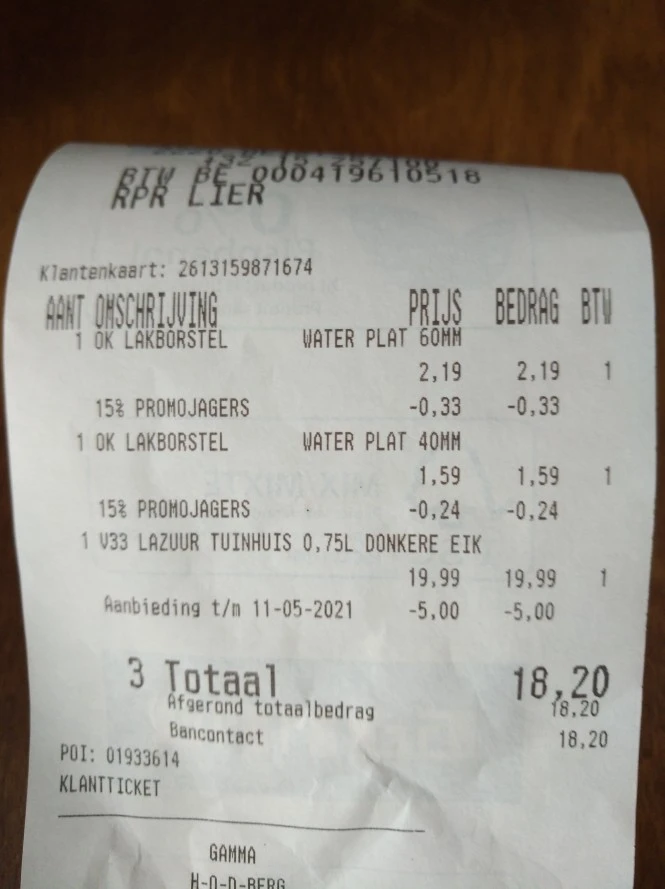 BTW BE 000419610518
RPR LIER
Klantenkaart: 2613159871674
AANT OMSCHRIJVING PRIJS BEDRAG BTW
1 OK LAKBORSTEL WATER PLAT 60MM
2,19 2,19 1
15% PROMOJAGERS -0,33 -0,33
1 OK LAKBORSTEL WATER PLAT 40MM
1,59 1,59 1
15% PROMOJAGERS -0,24 -0,24
1 V33 LAZUUR TUINHUIS 0,75L DONKERE EIK
19,99 19,99 1
Aanbieding t/m 11-05-2021 -5,00 -5,00
3 Totaal 18,20
Afgerond totaalbedrag 18,20
Bancontact 18,20
POI: 01933614
KLANTTICKET
GAMMA
H-O-D-BERG